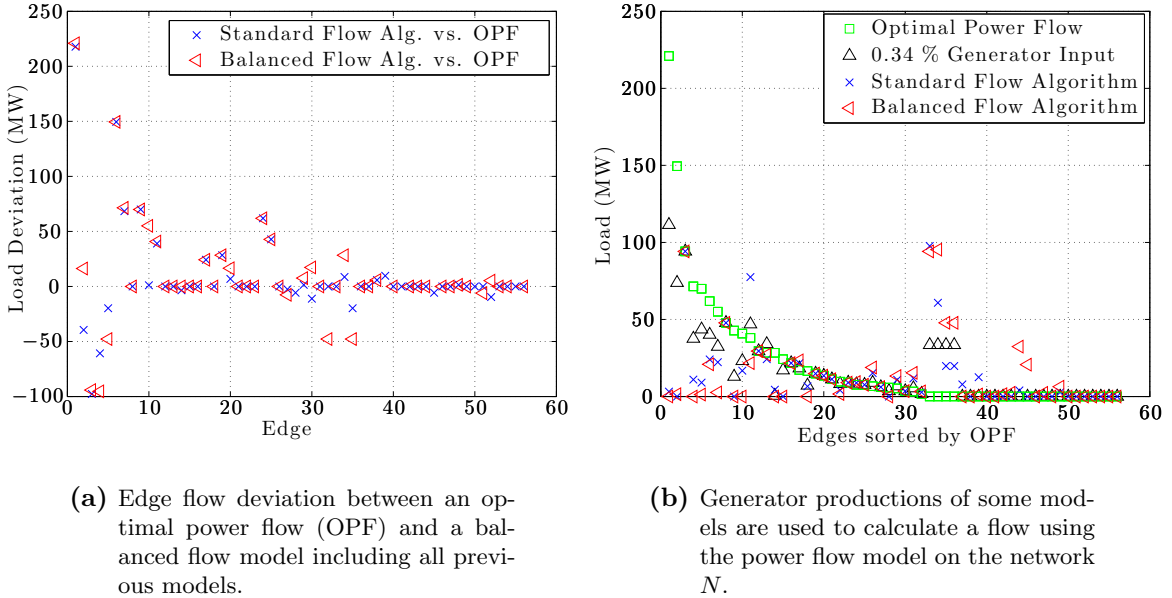 Standard Flow Alg. vs. OPF
Balanced Flow Alg. vs. OPF
250
200
150
100
50
0
−50
−100
0 10 20 30 40 50 60
Load Deviation (MW)
Edge
Optimal Power Flow
0.34 % Generator Input
Standard Flow Algorithm
Balanced Flow Algorithm
250
200
150
100
50
0
0 10 20 30 40 50 60
Load (MW)
Edges sorted by OPF
(a) Edge flow deviation between an op-
timal power flow (OPF) and a bal-
anced flow model including all previ-
ous models.
(b) Generator productions of some mod-
els are used to calculate a flow using
the power flow model on the network
N.